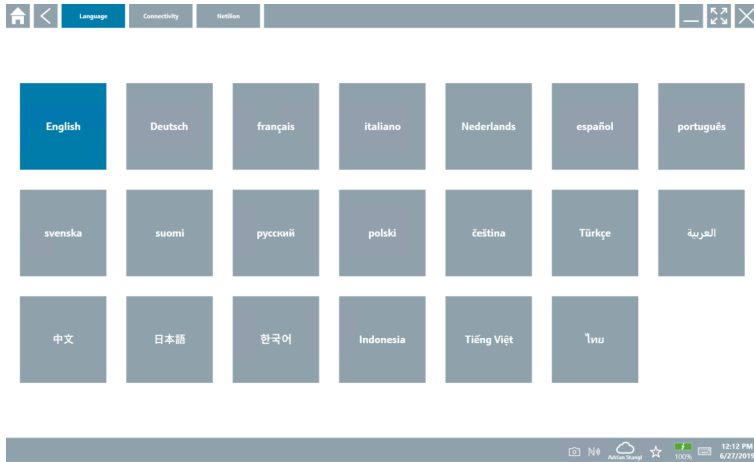 Language Connectivity Netilion
English Deutsch français italiano Nederlands español português
svenska suomi русский polski čeština Türkçe العربية
中文 日本語 한국어 Indonesia Tiếng Việt ไทย
Adrian Stangl 100% 12:12 PM
6/27/2019